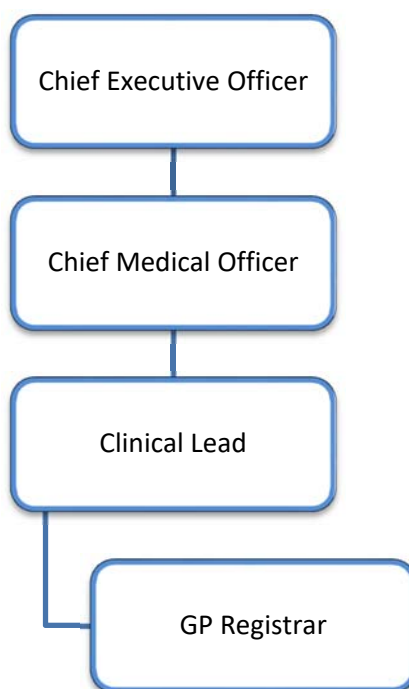 Chief Executive Officer
Chief Medical Officer
Clinical Lead
GP Registrar